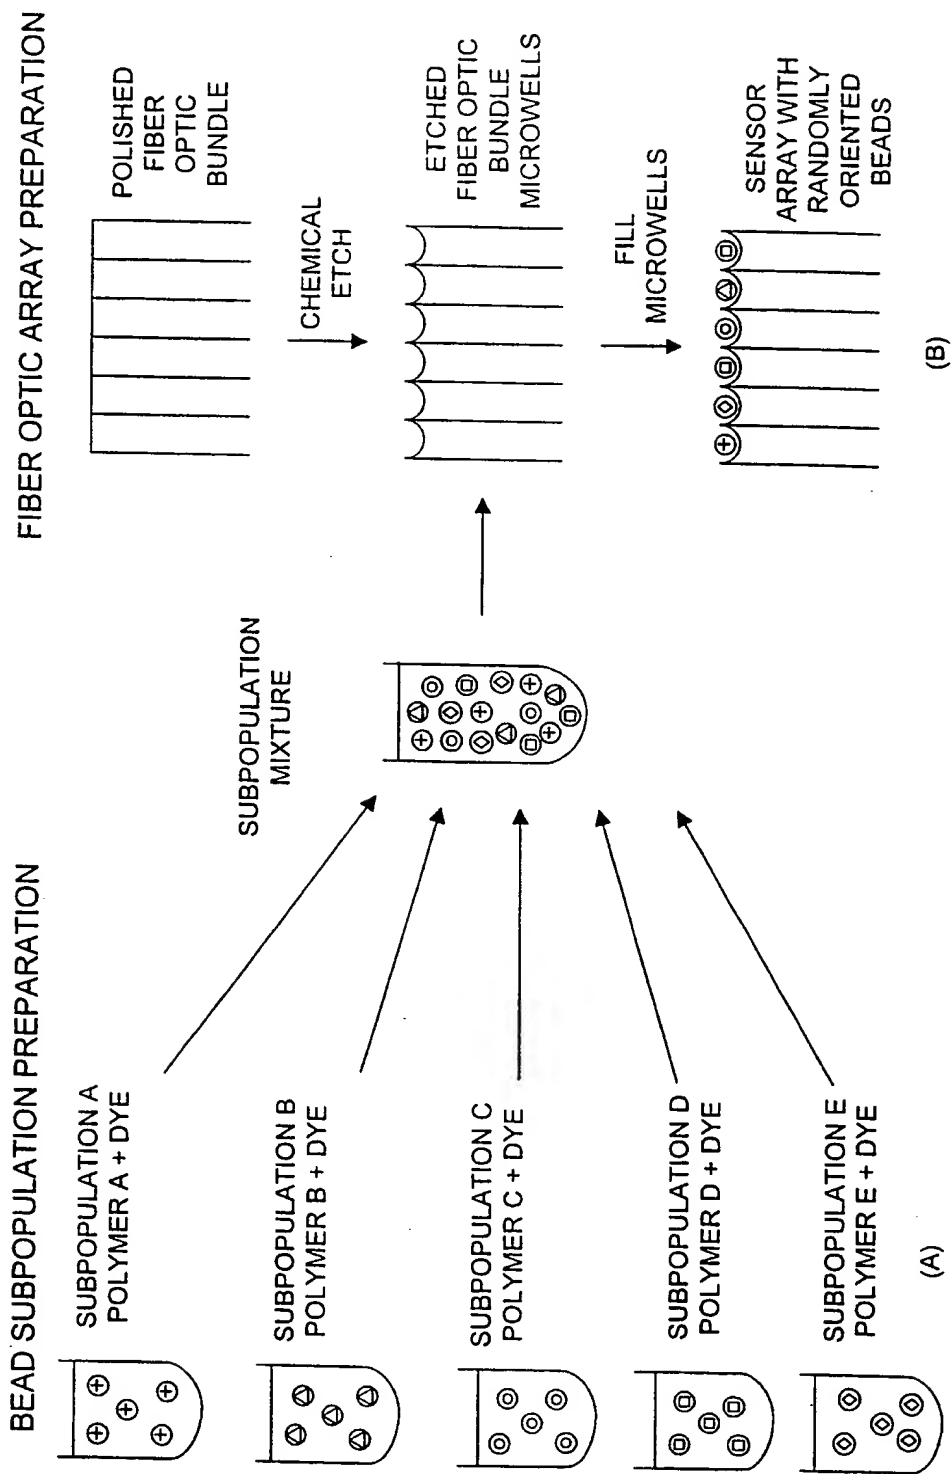 BEAD SUBPOPULATION PREPARATION
SUBPOPULATION A
POLYMER A + DYE
SUBPOPULATION B
POLYMER B + DYE
SUBPOPULATION C
POLYMER C + DYE
SUBPOPULATION D
POLYMER D + DYE
SUBPOPULATION E
POLYMER E + DYE
(A)
SUBPOPULATION
MIXTURE
FIBER OPTIC ARRAY PREPARATION
POLISHED
FIBER
OPTIC
BUNDLE
CHEMICAL
ETCH
ETCHED
FIBER OPTIC
BUNDLE
MICROWELLS
FILL
MICROWELLS
SENSOR
ARRAY WITH
RANDOMLY
ORIENTED
BEADS
(B)